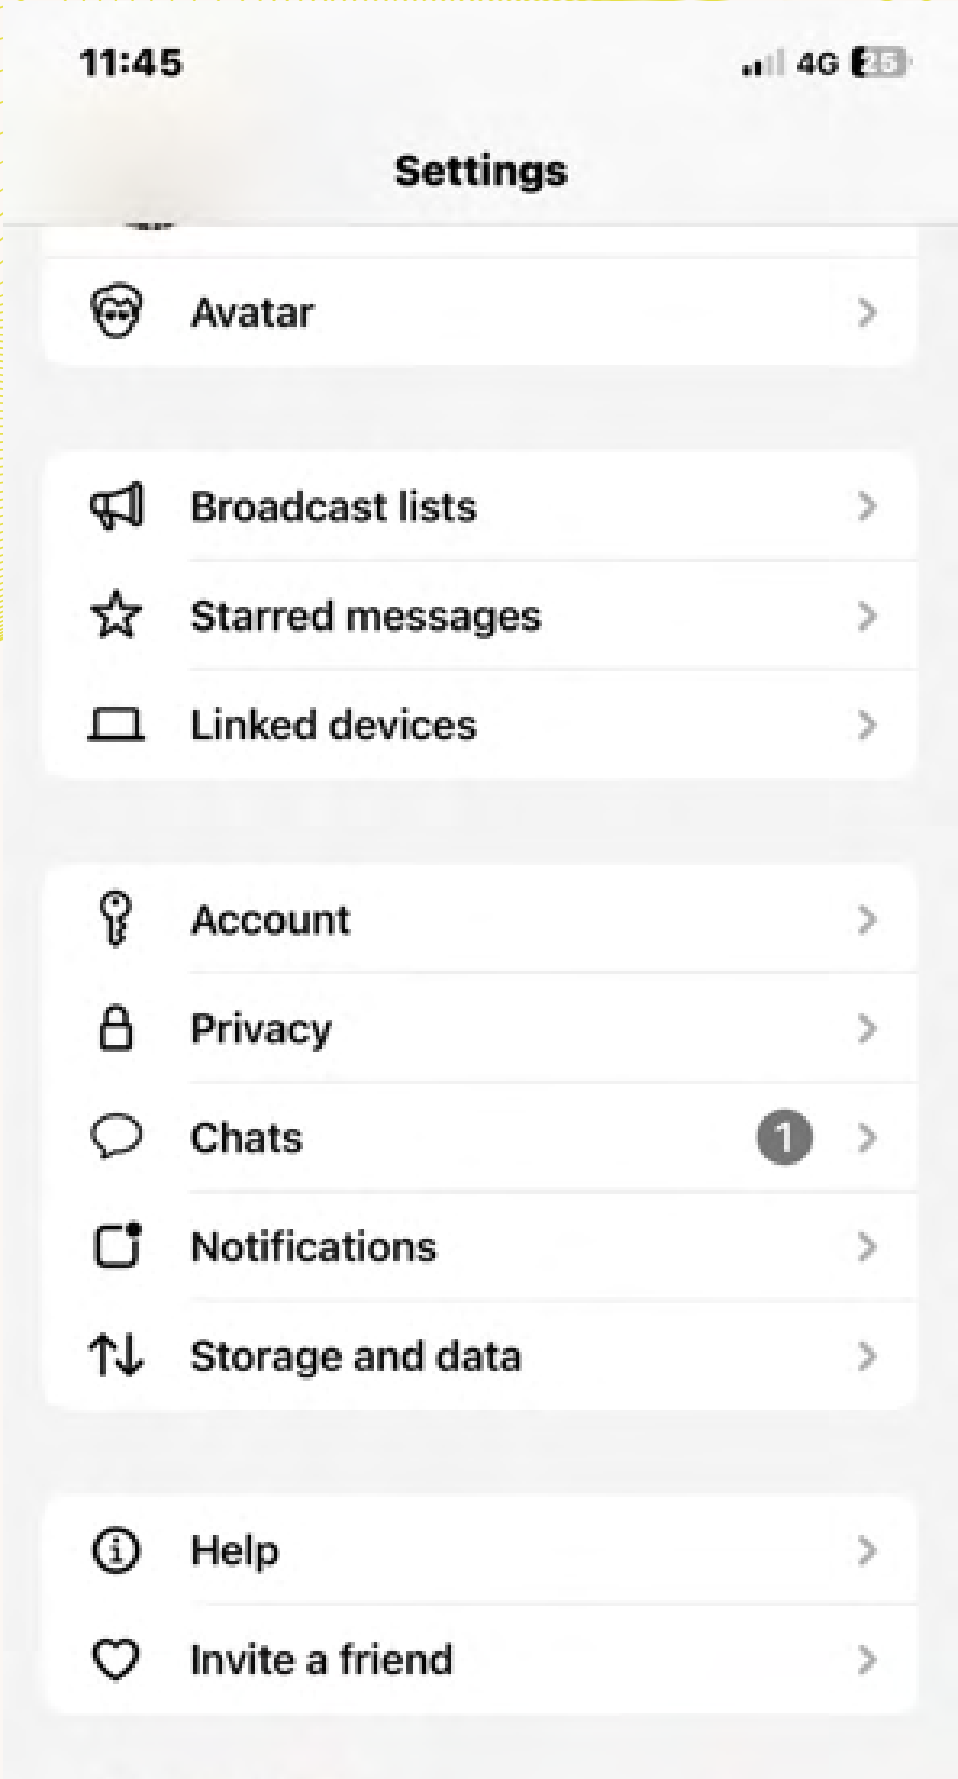 11:45 4G 25
Settings
Avatar
Broadcast lists
Starred messages
Linked devices
Account
Privacy
Chats 1
Notifications
Storage and data
Help
Invite a friend